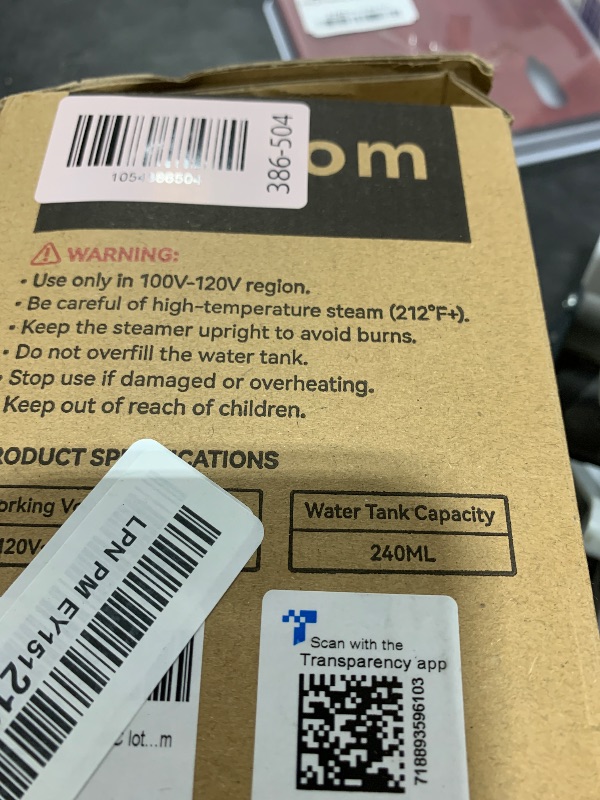 386-504
om
WARNING:
• Use only in 100V-120V region.
• Be careful of high-temperature steam (212°F+).
• Keep the steamer upright to avoid burns.
• Do not overfill the water tank.
• Stop use if damaged or overheating.
Keep out of reach of children.
RODUCT SP CATIONS
orking Vo
120V
Water Tank Capacity
240ML
LPN PM EY15121
Scan with the
Transparency app
718893596103
lot...m